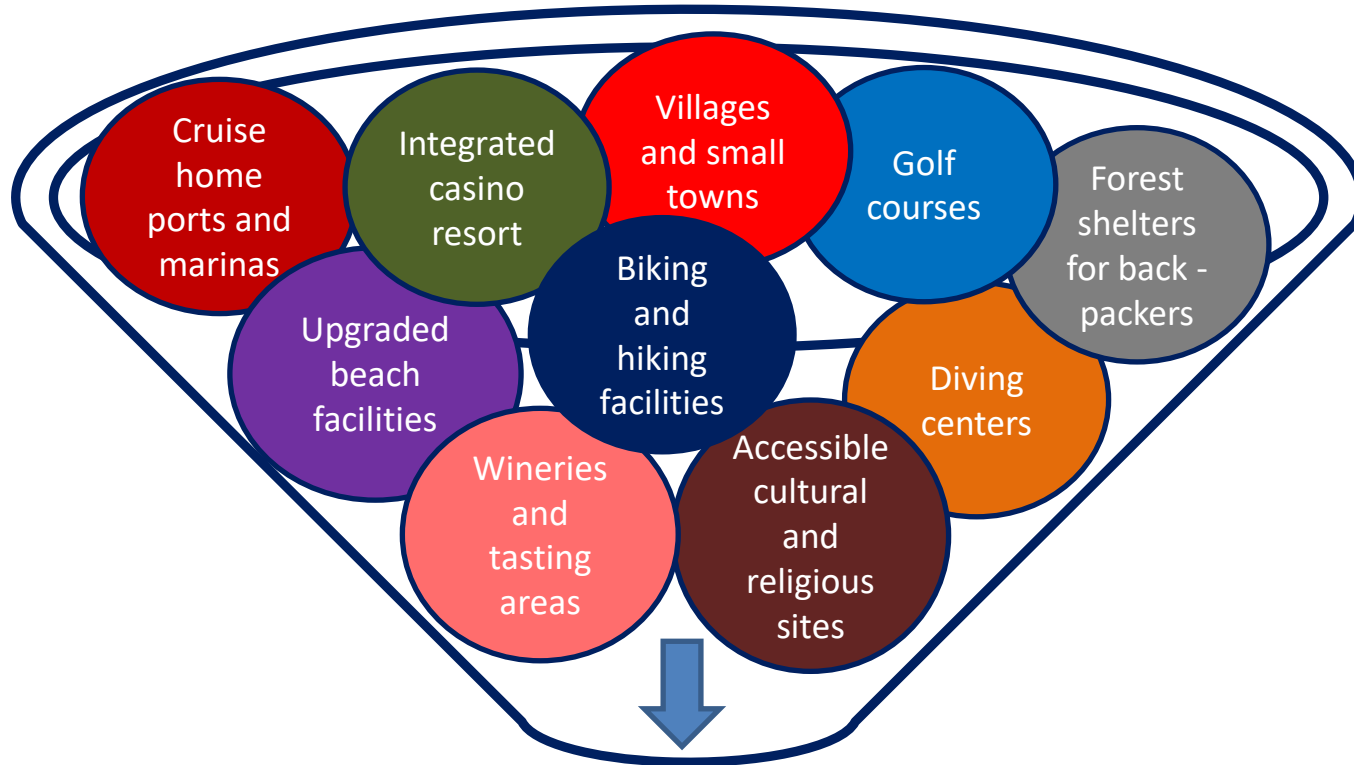 Cruise
home
ports and
marinas
Integrated
casino
resort
Villages
and small
towns
Golf
courses
Forest
shelters
for back -
packers
Upgraded
beach
facilities
Biking
and
hiking
facilities
Diving
centers
Wineries
and
tasting
areas
Accessible
cultural
and
religious
sites